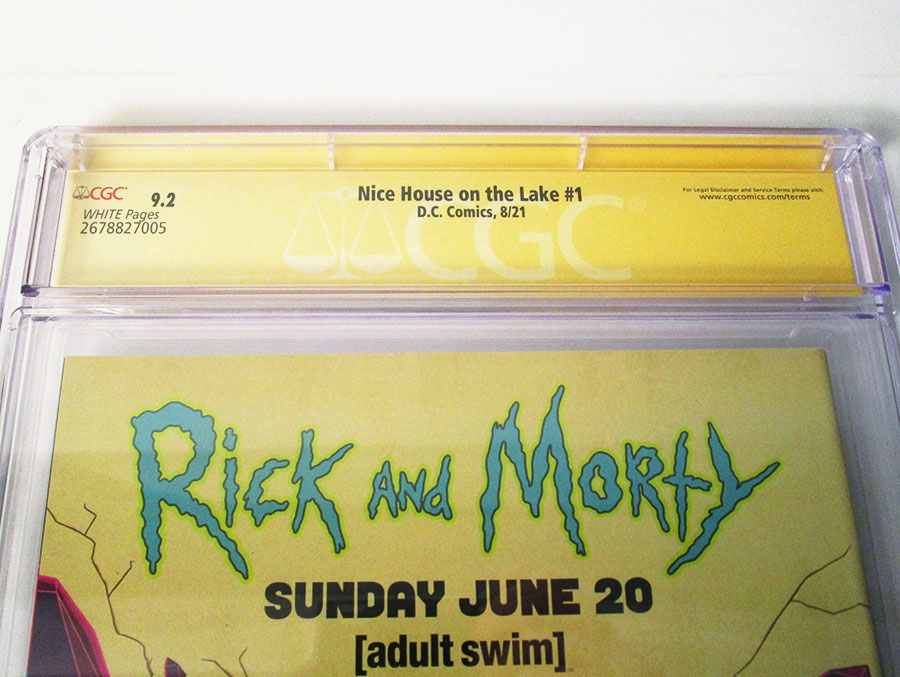 CGC
9.2
WHITE Pages
2678827005
Nice House on the Lake #1
D.C. Comics, 8/21
For Legal Disclaimer and Service Terms please visit:
www.cgccomics.com/terms
CGC®
RICK AND MORTY
SUNDAY JUNE 20
[adult swim]